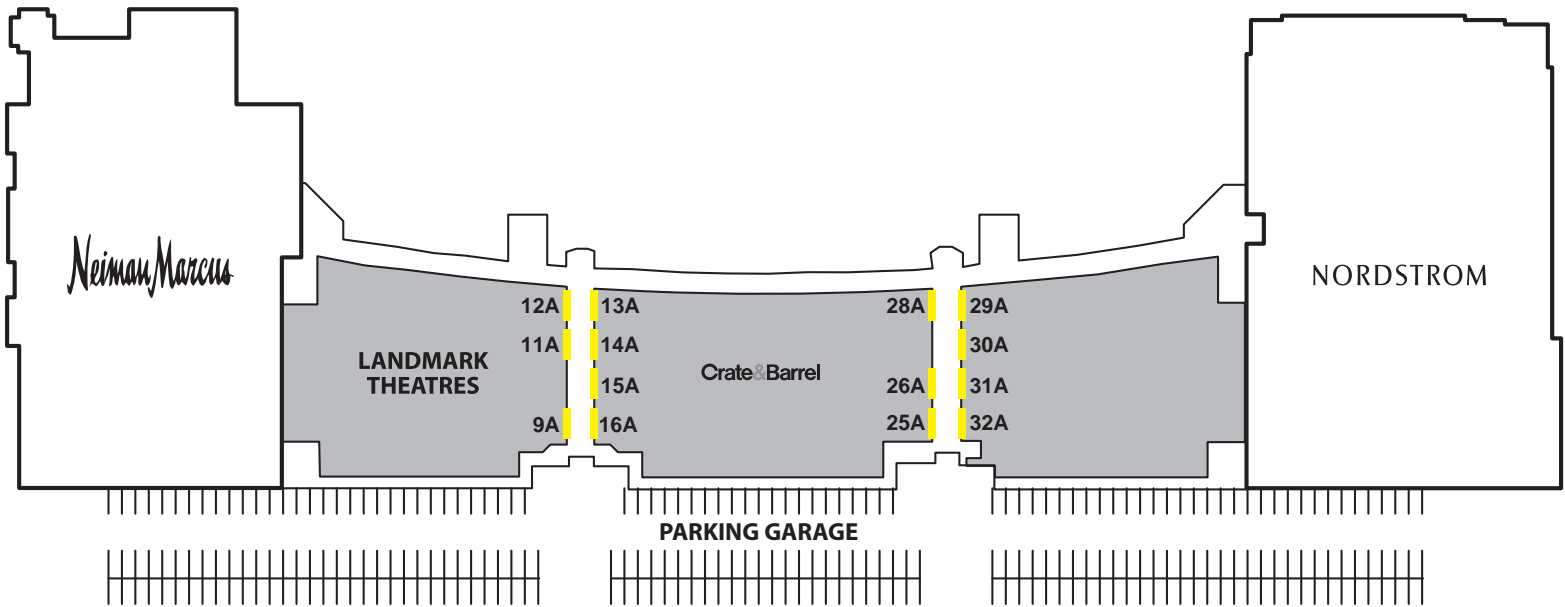 Neiman Marcus
NORDSTROM
12A 13A 28A 29A
11A 14A 30A
LANDMARK
THEATRES
Crate&Barrel
15A 26A 31A
9A 16A 25A 32A
PARKING GARAGE